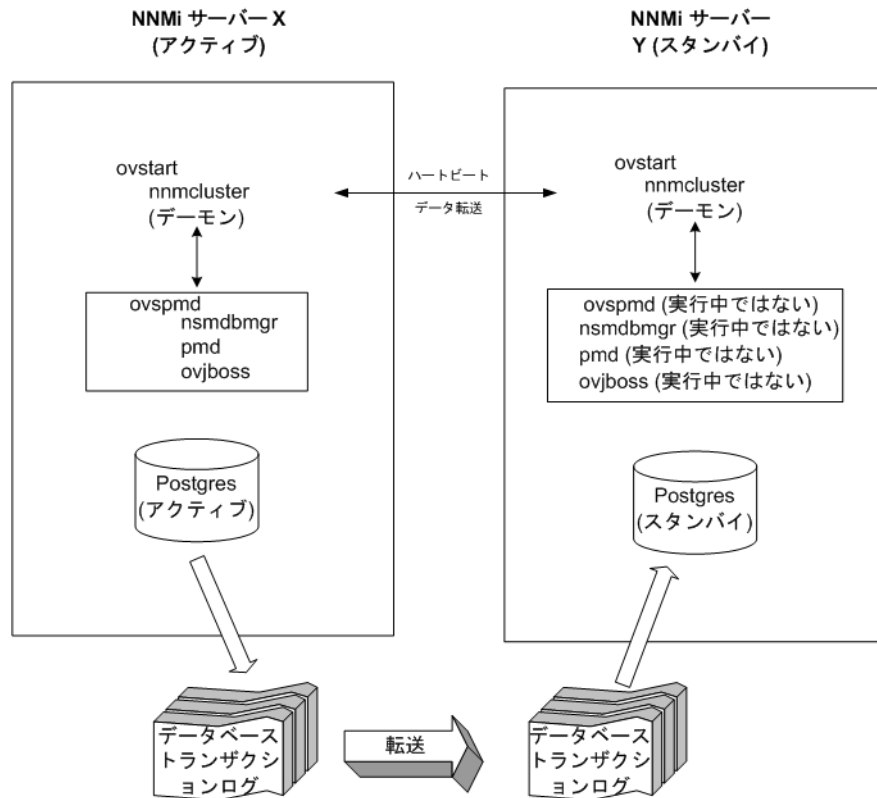 NNMi サーバー X
(アクティブ)
NNMi サーバー
Y (スタンバイ)
ovstart
nnmcluster
(デーモン)
ハートビート
データ転送
ovstart
nnmcluster
(デーモン)
ovspmd
nsmdbmgr
pmd
ovjboss
ovspmd (実行中ではない)
nsmdbmgr (実行中ではない)
pmd (実行中ではない)
ovjboss (実行中ではない)
Postgres
(アクティブ)
Postgres
(スタンバイ)
データベース
トランザクシ
ョンログ
転送
データベース
トランザクシ
ョンログ